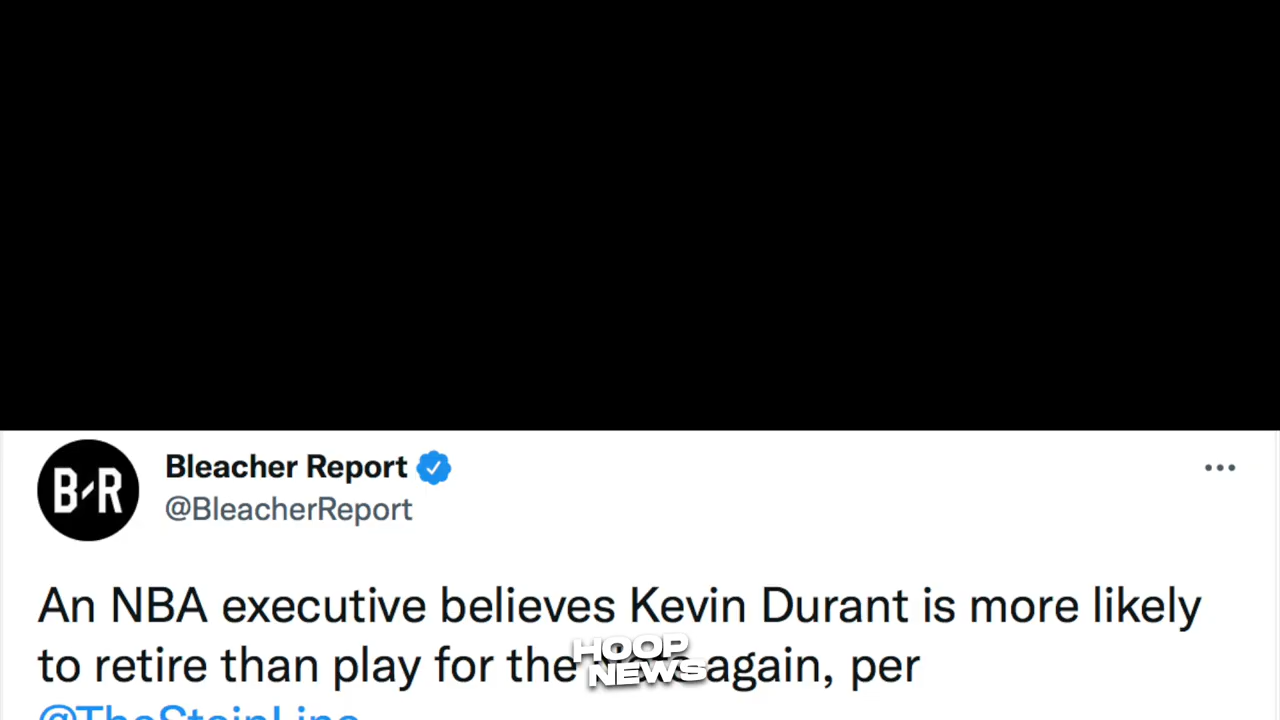 B-R
Bleacher Report
@BleacherReport
An NBA executive believes Kevin Durant is more likely
to retire than play for the again, per
HOOP
NEWS
@TheSteinLine